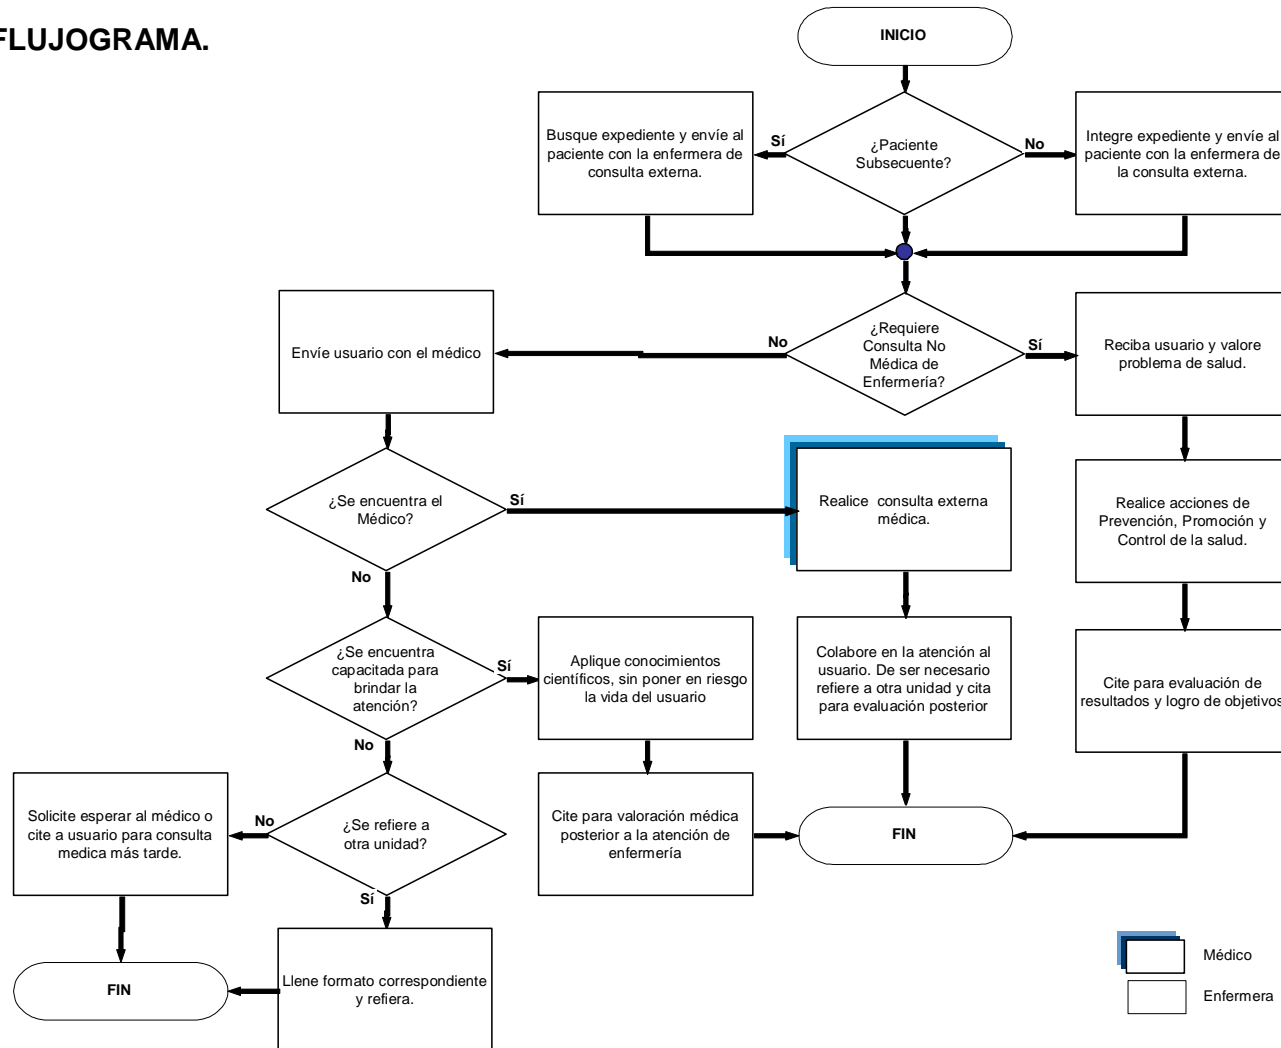 FLUJOGRAMA.
INICIO
Busque expediente y envíe al
paciente con la enfermera de
consulta externa.
Sí
¿Paciente
Subsecuente?
No
Integre expediente y envíe al
paciente con la enfermera de
la consulta externa.
Envíe usuario con el médico
No
¿Requiere
Consulta No
Médica de
Enfermería?
Sí
Reciba usuario y valore
problema de salud.
¿Se encuentra el
Médico?
Sí
Realice consulta externa
médica.
Realice acciones de
Prevención, Promoción y
Control de la salud.
No
¿Se encuentra
capacitada para
brindar la
atención?
Sí
Aplique conocimientos
científicos, sin poner en riesgo
la vida del usuario
Colabore en la atención al
usuario. De ser necesario
refiere a otra unidad y cita
para evaluación posterior
Cite para evaluación de
resultados y logro de objetivos
No
Solicite esperar al médico o
cite a usuario para consulta
medica más tarde.
No
¿Se refiere a
otra unidad?
Cite para valoración médica
posterior a la atención de
enfermería
FIN
Sí
FIN
Llene formato correspondiente
y refiera.
Médico
Enfermera